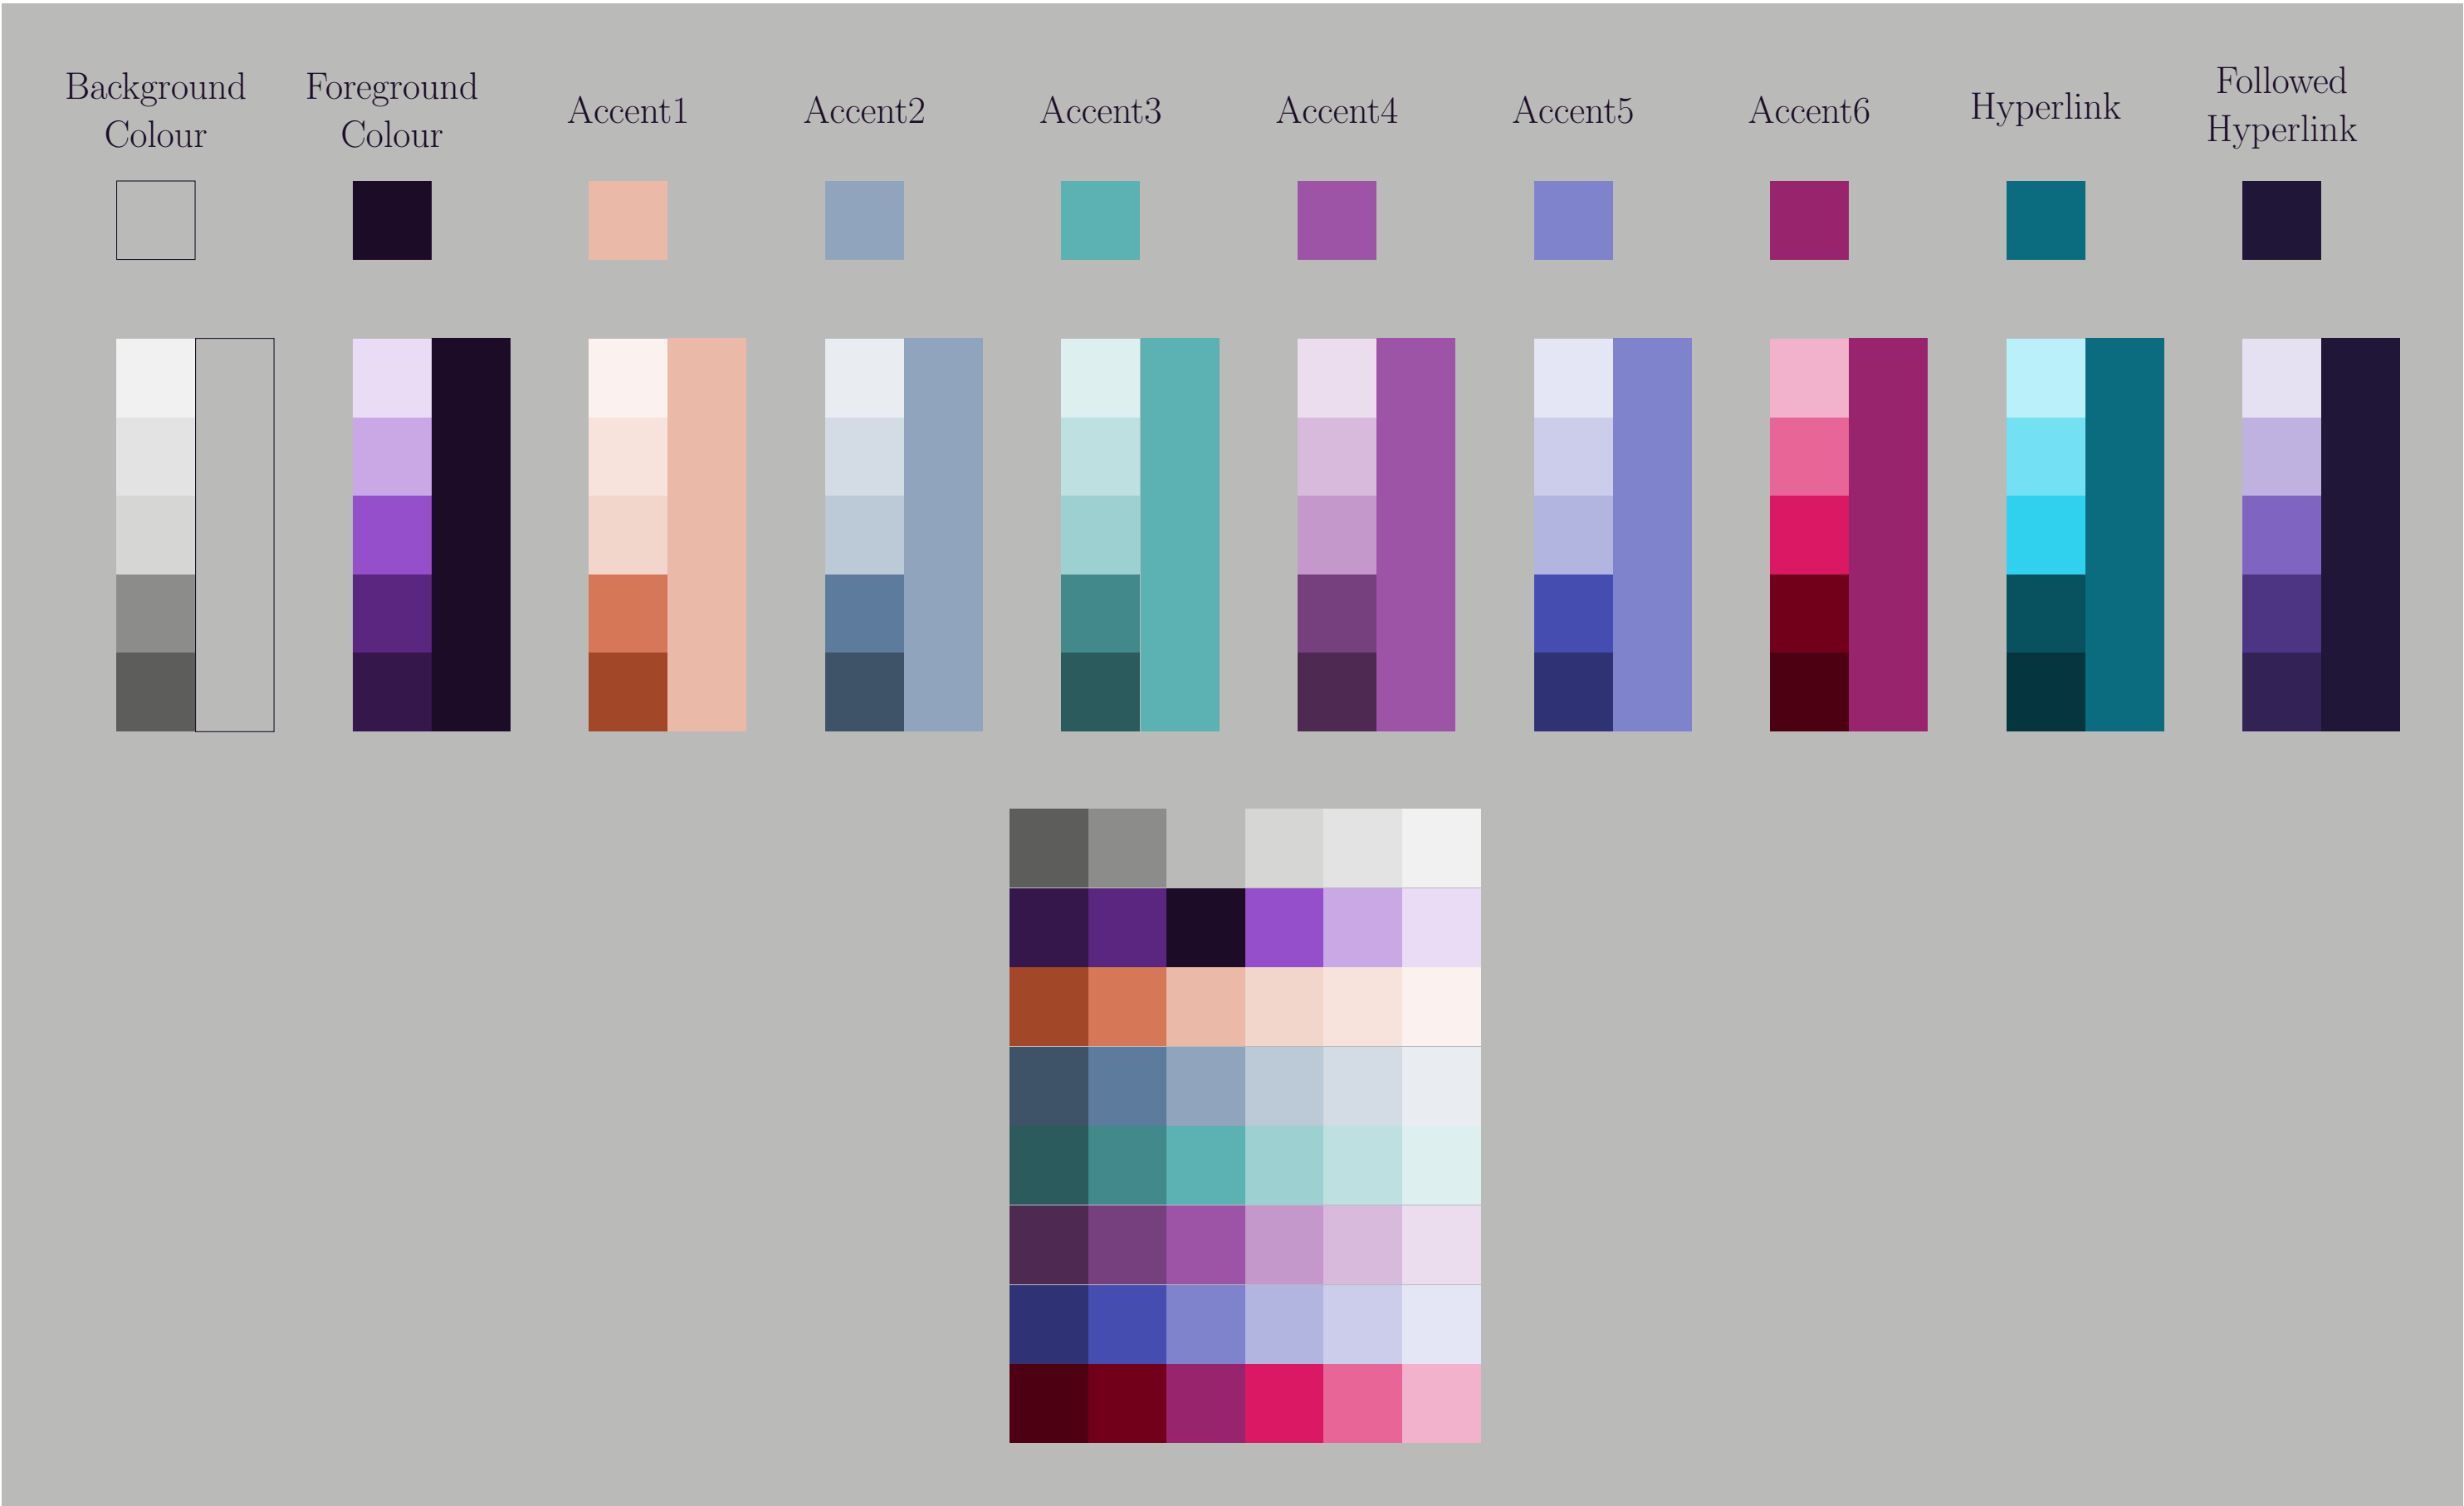 Background
Colour
Foreground
Colour
Accent1
Accent2
Accent3
Accent4
Accent5
Accent6
Hyperlink
Followed
Hyperlink